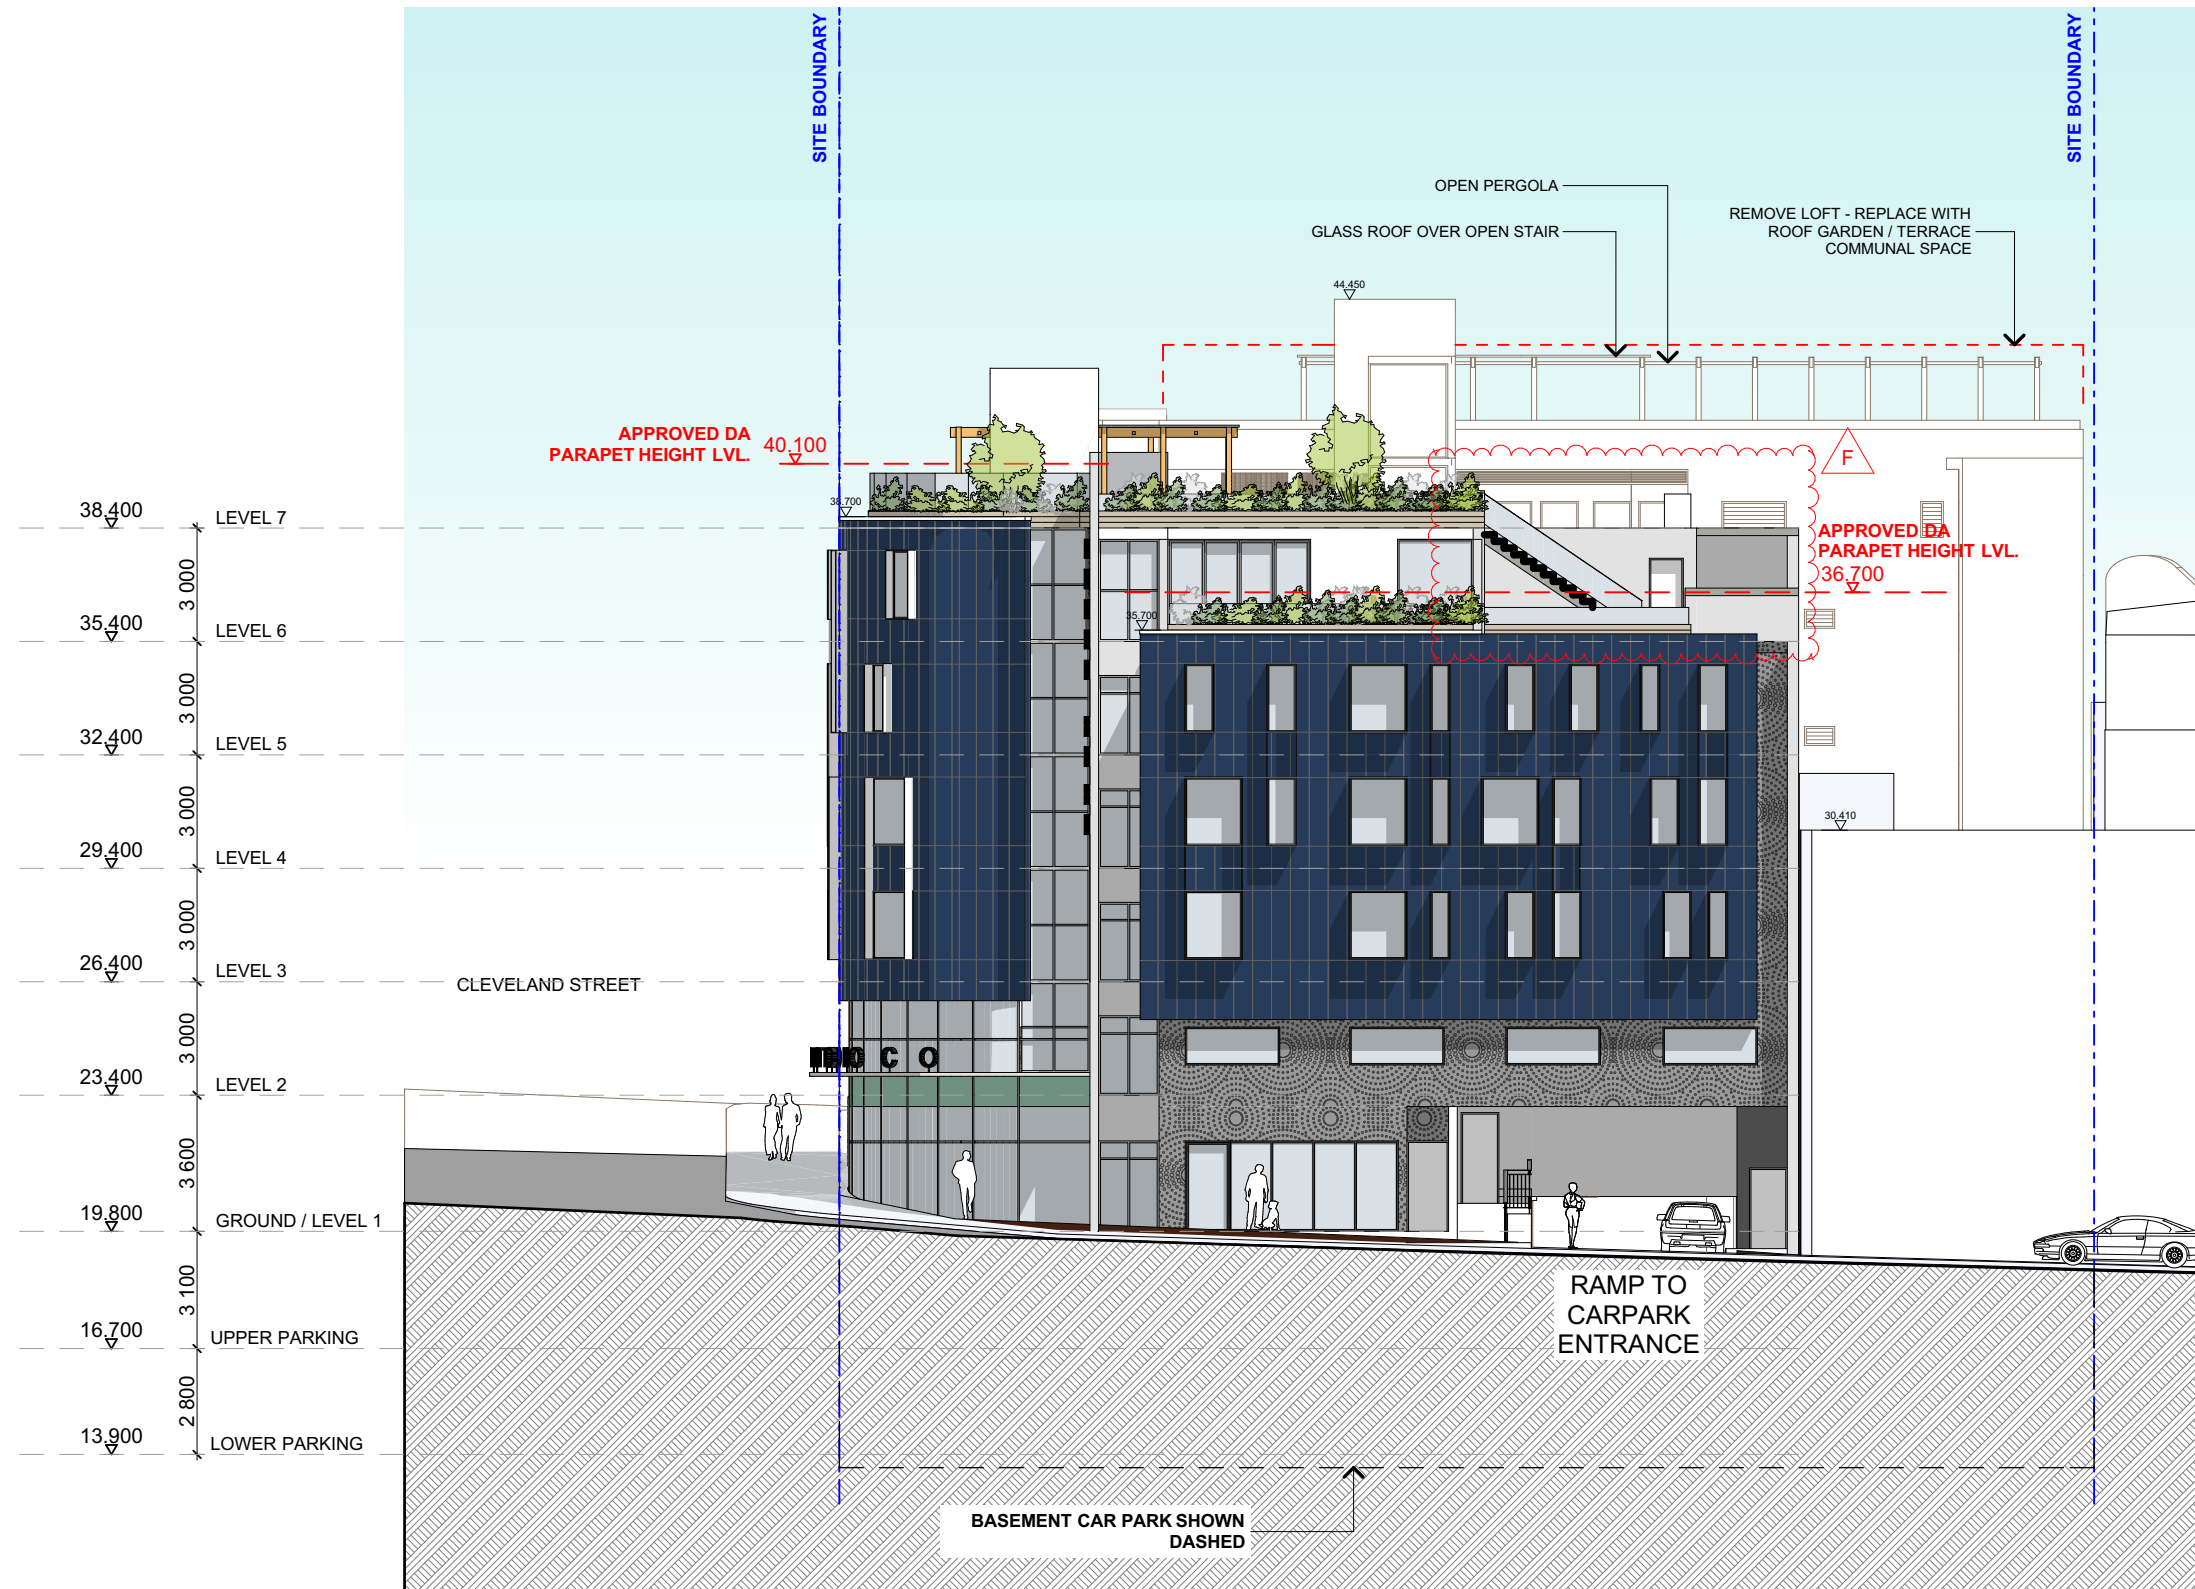 SITE BOUNDARY
SITE BOUNDARY
OPEN PERGOLA
GLASS ROOF OVER OPEN STAIR
REMOVE LOFT - REPLACE WITH
ROOF GARDEN / TERRACE
COMMUNAL SPACE
44.450
APPROVED DA
PARAPET HEIGHT LVL.
40.100
F
38.700
38.400
LEVEL 7
APPROVED DA
PARAPET HEIGHT LVL.
36.700
3 000
35.700
35.400
LEVEL 6
3 000
32.400
LEVEL 5
3 000
30.410
29.400
LEVEL 4
3 000
26.400
LEVEL 3
CLEVELAND STREET
3 000
C O
23.400
LEVEL 2
3 600
19.800
GROUND / LEVEL 1
3 100
RAMP TO
CARPARK
ENTRANCE
16.700
UPPER PARKING
2 800
13.900
LOWER PARKING
BASEMENT CAR PARK SHOWN
DASHED